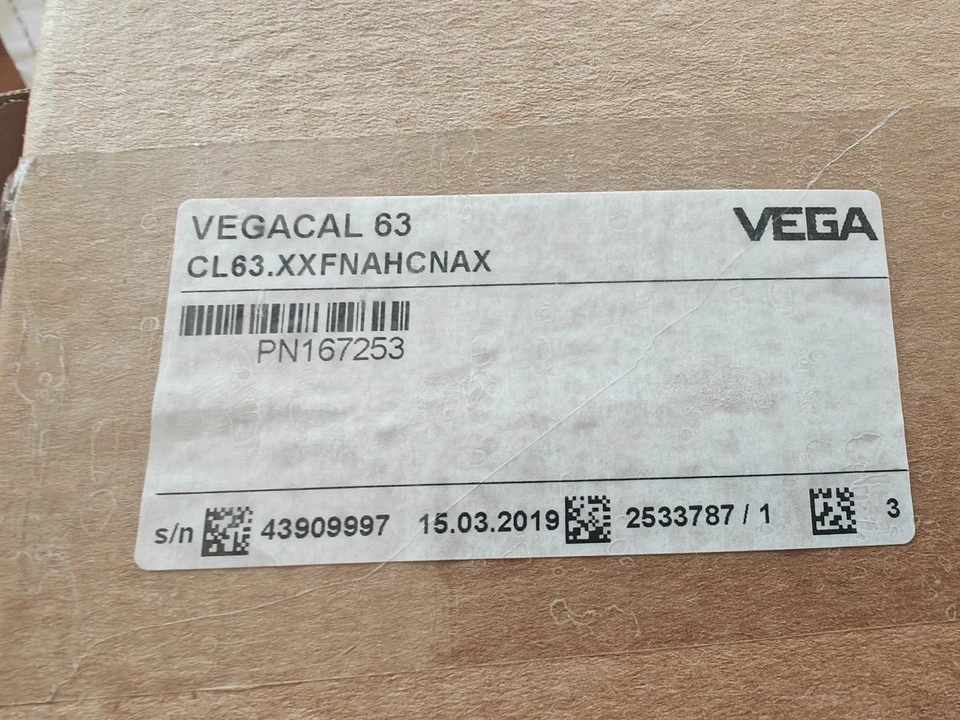 VEGACAL 63
VEGA
CL63.XXFNAHCNAX
PN167253
s/n 43909997 15.03.2019 2533787 / 1 3